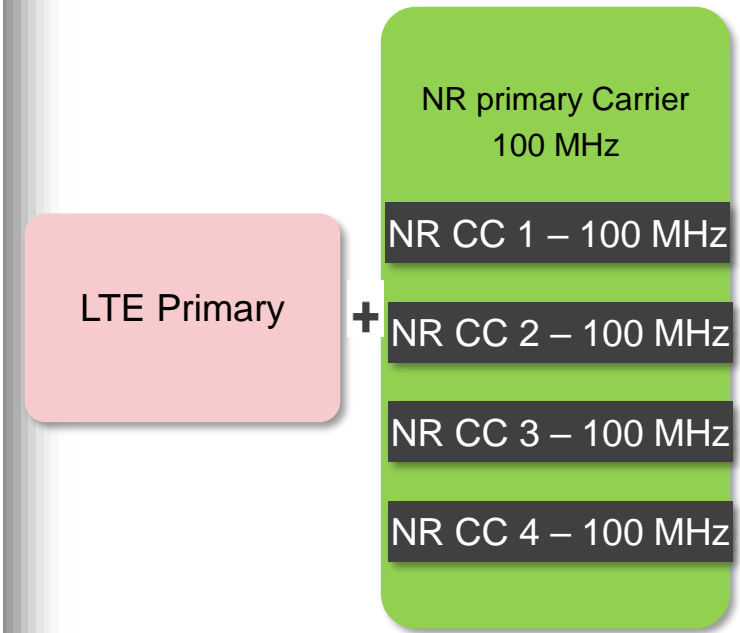 NR primary Carrier
100 MHz
NR CC 1 – 100 MHz
LTE Primary
+
NR CC 2 – 100 MHz
NR CC 3 – 100 MHz
NR CC 4 – 100 MHz